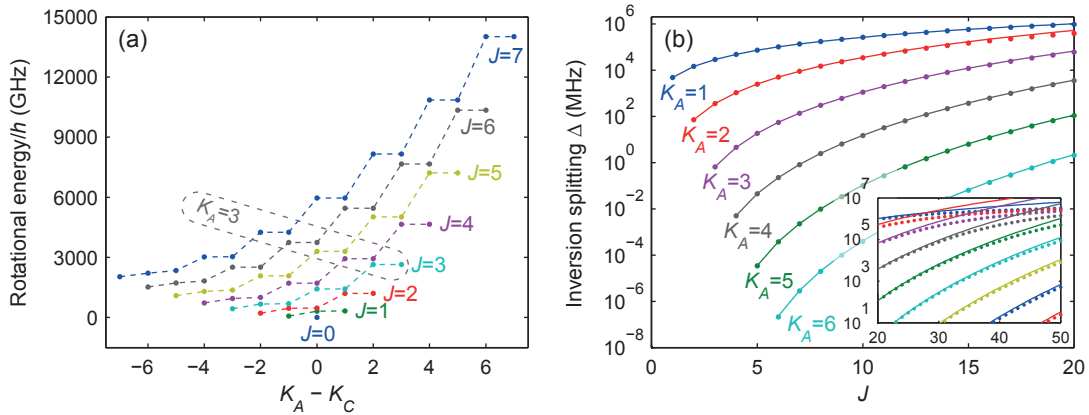 (a)
Rotational energy/h (GHz)
15000
12000
9000
6000
3000
0
−6 −4 −2 0 2 4 6
K_A − K_C
K_A=3
J=7
J=6
J=5
J=4
J=3
J=2
J=1
J=0
(b)
Inversion splitting Δ (MHz)
10^6
10^4
10^2
10^0
10^−2
10^−4
10^−6
10^−8
0 5 10 15 20
J
K_A=1
K_A=2
K_A=3
K_A=4
K_A=5
K_A=6
10^7
10^5
10^3
10^1
20 30 40 50